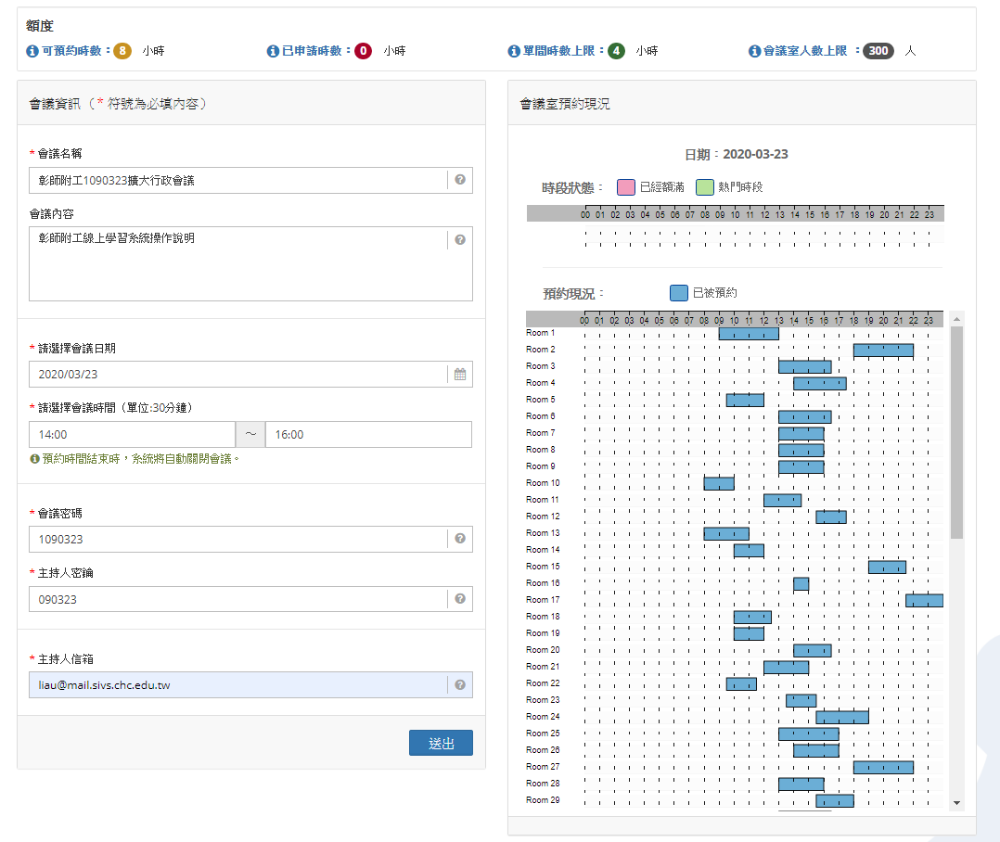 額度
可預約時數：8 小時 已申請時數：0 小時 單間時數上限：4 小時 會議室人數上限 ：300 人
會議資訊（* 符號為必填內容）
* 會議名稱
彰師附工1090323擴大行政會議
會議內容
彰師附工線上學習系統操作說明
* 請選擇會議日期
2020/03/23
* 請選擇會議時間（單位:30分鐘）
14:00 ～ 16:00
預約時間結束時，系統將自動關閉會議。
* 會議密碼
1090323
* 主持人密鑰
090323
* 主持人信箱
liau@mail.sivs.chc.edu.tw
送出
會議室預約現況
日期：2020-03-23
時段狀態： 已經額滿 熱門時段
00 01 02 03 04 05 06 07 08 09 10 11 12 13 14 15 16 17 18 19 20 21 22 23
預約現況： 已被預約
00 01 02 03 04 05 06 07 08 09 10 11 12 13 14 15 16 17 18 19 20 21 22 23
Room 1
Room 2
Room 3
Room 4
Room 5
Room 6
Room 7
Room 8
Room 9
Room 10
Room 11
Room 12
Room 13
Room 14
Room 15
Room 16
Room 17
Room 18
Room 19
Room 20
Room 21
Room 22
Room 23
Room 24
Room 25
Room 26
Room 27
Room 28
Room 29